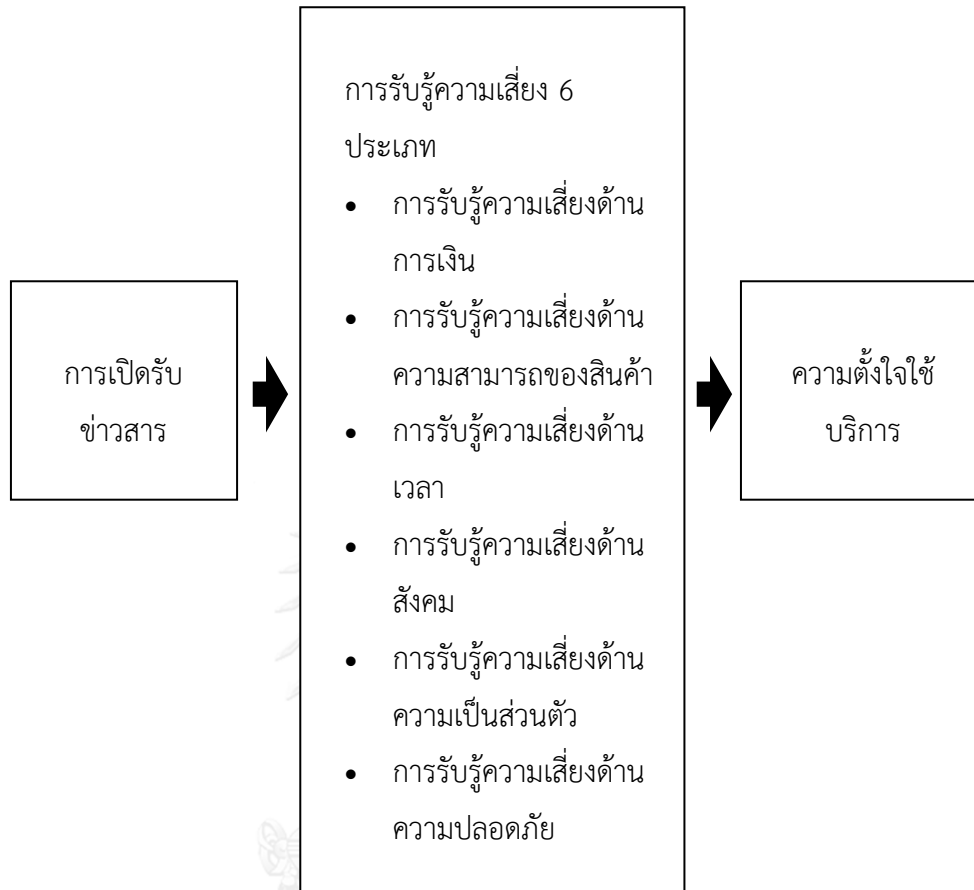 การเปิดรับ
ข่าวสาร
การรับรู้ความเสี่ยง 6
ประเภท
• การรับรู้ความเสี่ยงด้าน
การเงิน
• การรับรู้ความเสี่ยงด้าน
ความสามารถของสินค้า
• การรับรู้ความเสี่ยงด้าน
เวลา
• การรับรู้ความเสี่ยงด้าน
สังคม
• การรับรู้ความเสี่ยงด้าน
ความเป็นส่วนตัว
• การรับรู้ความเสี่ยงด้าน
ความปลอดภัย
ความตั้งใจใช้
บริการ